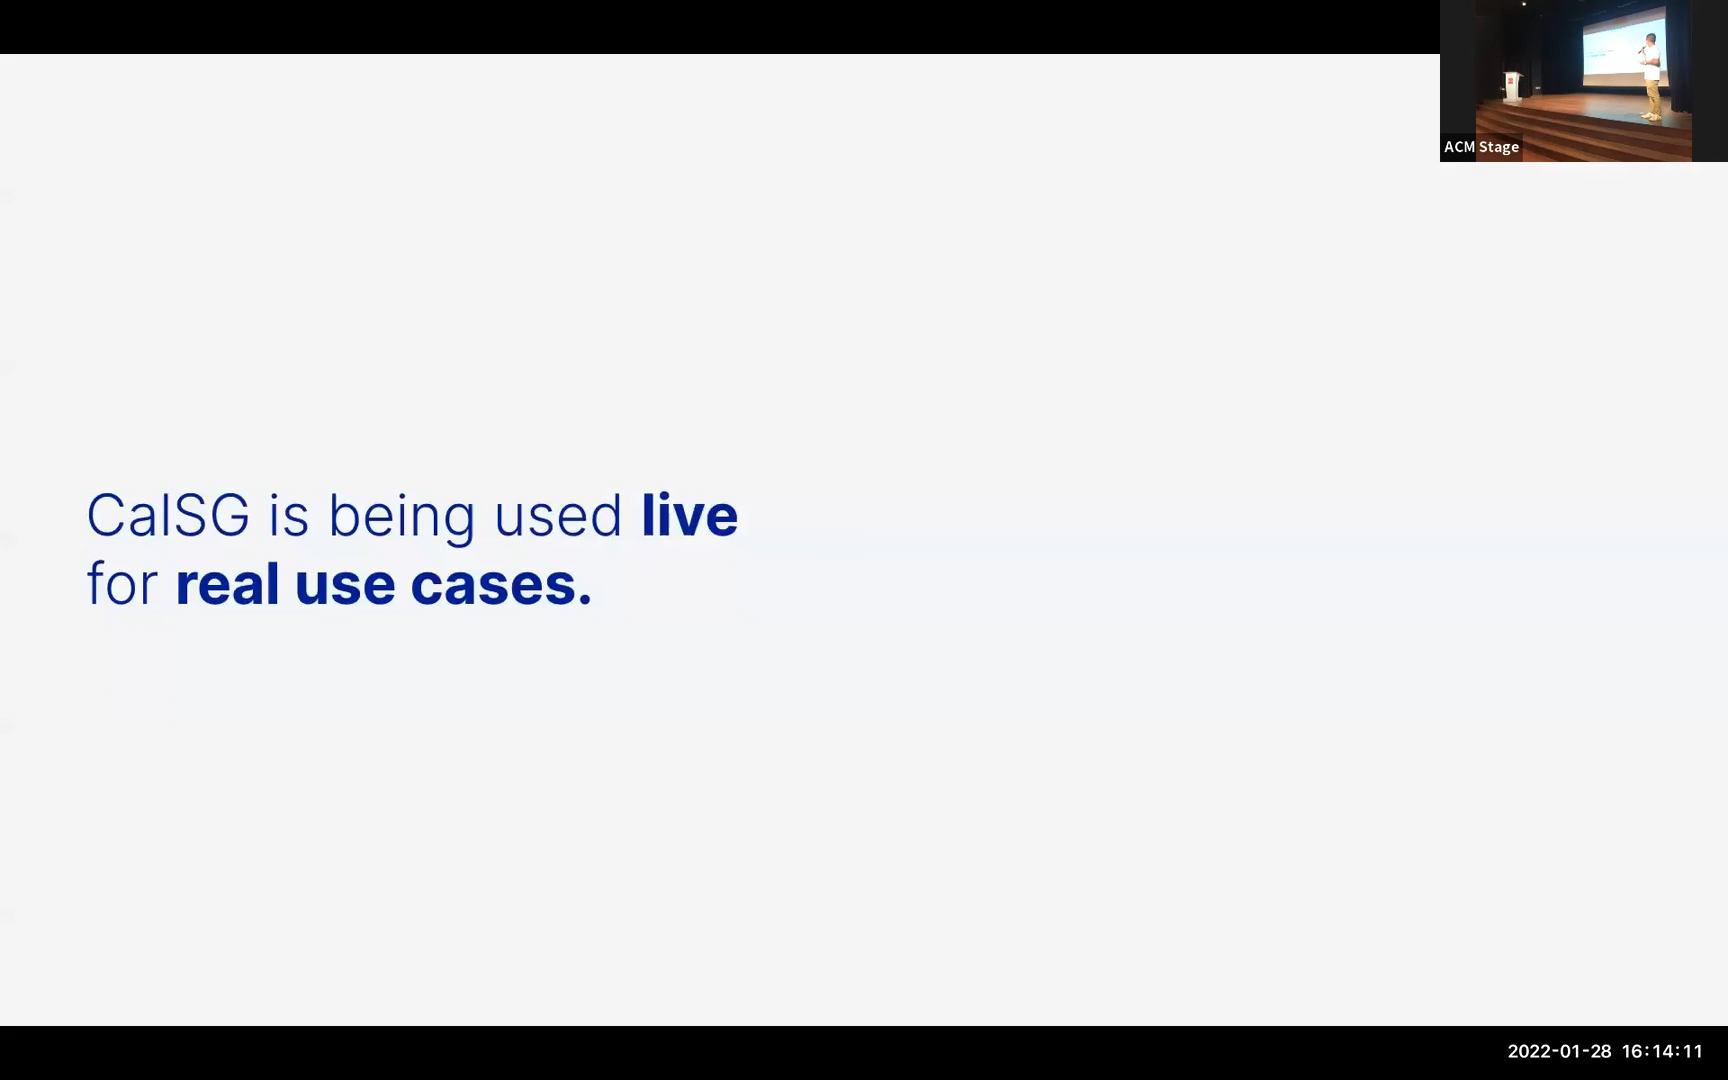 ACM Stage
CalSG is being used live
for real use cases.
2022-01-28 16:14:11